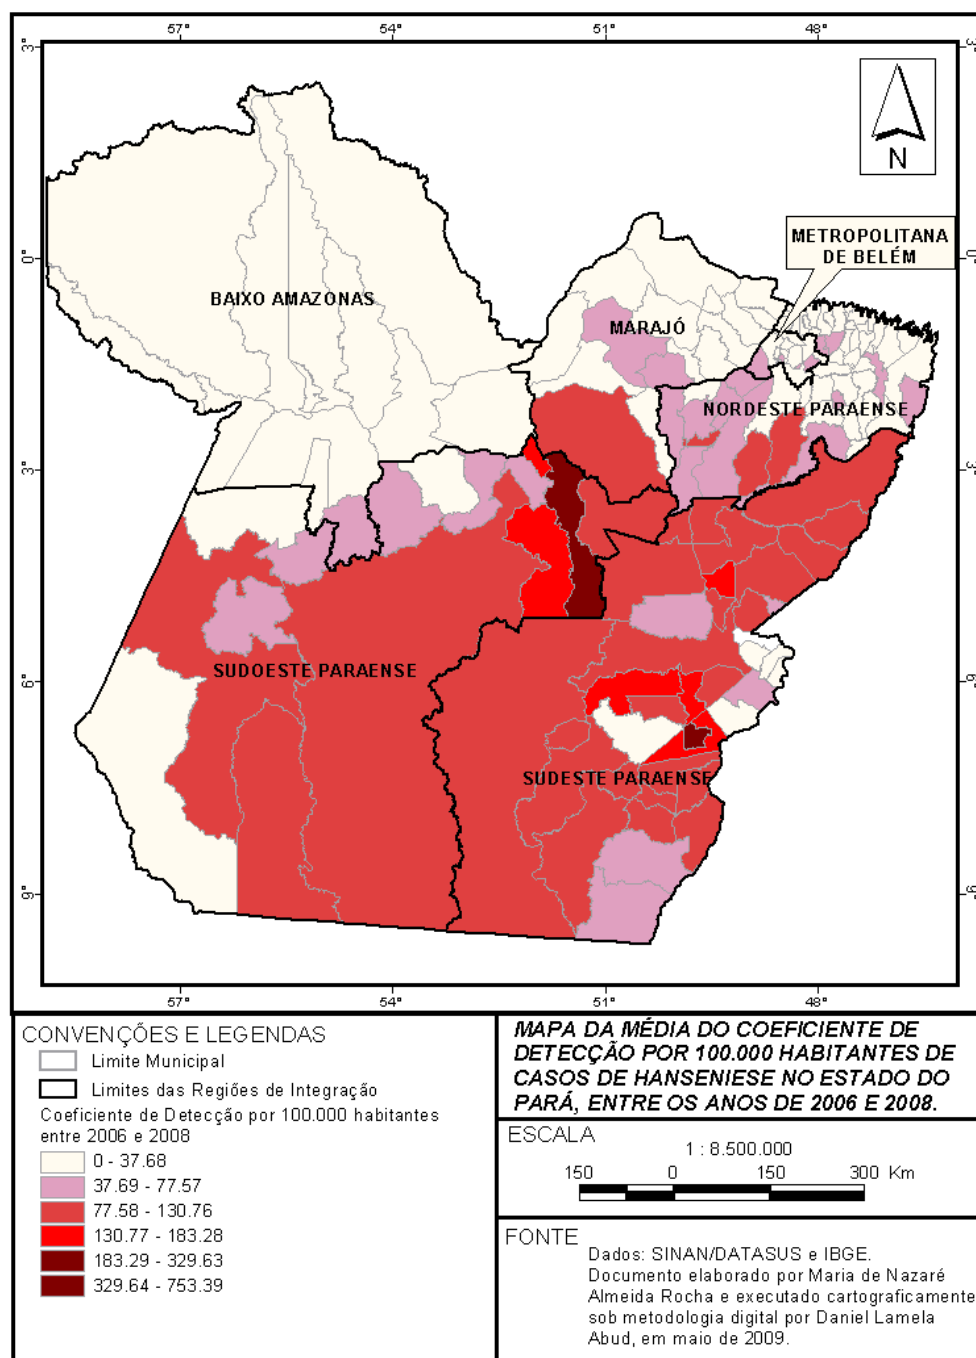 57°
54°
51°
48°
3°
3°
N
METROPOLITANA
DE BELÉM
0°
0°
BAIXO AMAZONAS
MARAJÓ
NORDESTE PARAENSE
3°
3°
SUDOESTE PARAENSE
6°
6°
SUDESTE PARAENSE
9°
9°
57°
54°
51°
48°
CONVENÇÕES E LEGENDAS
Limite Municipal
Limites das Regiões de Integração
Coeficiente de Detecção por 100.000 habitantes
entre 2006 e 2008
0 - 37.68
37.69 - 77.57
77.58 - 130.76
130.77 - 183.28
183.29 - 329.63
329.64 - 753.39
MAPA DA MÉDIA DO COEFICIENTE DE
DETECÇÃO POR 100.000 HABITANTES DE
CASOS DE HANSENIESE NO ESTADO DO
PARÁ, ENTRE OS ANOS DE 2006 E 2008.
ESCALA
1 : 8.500.000
150 0 150 300 Km
FONTE
Dados: SINAN/DATASUS e IBGE.
Documento elaborado por Maria de Nazaré
Almeida Rocha e executado cartograficamente
sob metodologia digital por Daniel Lamela
Abud, em maio de 2009.